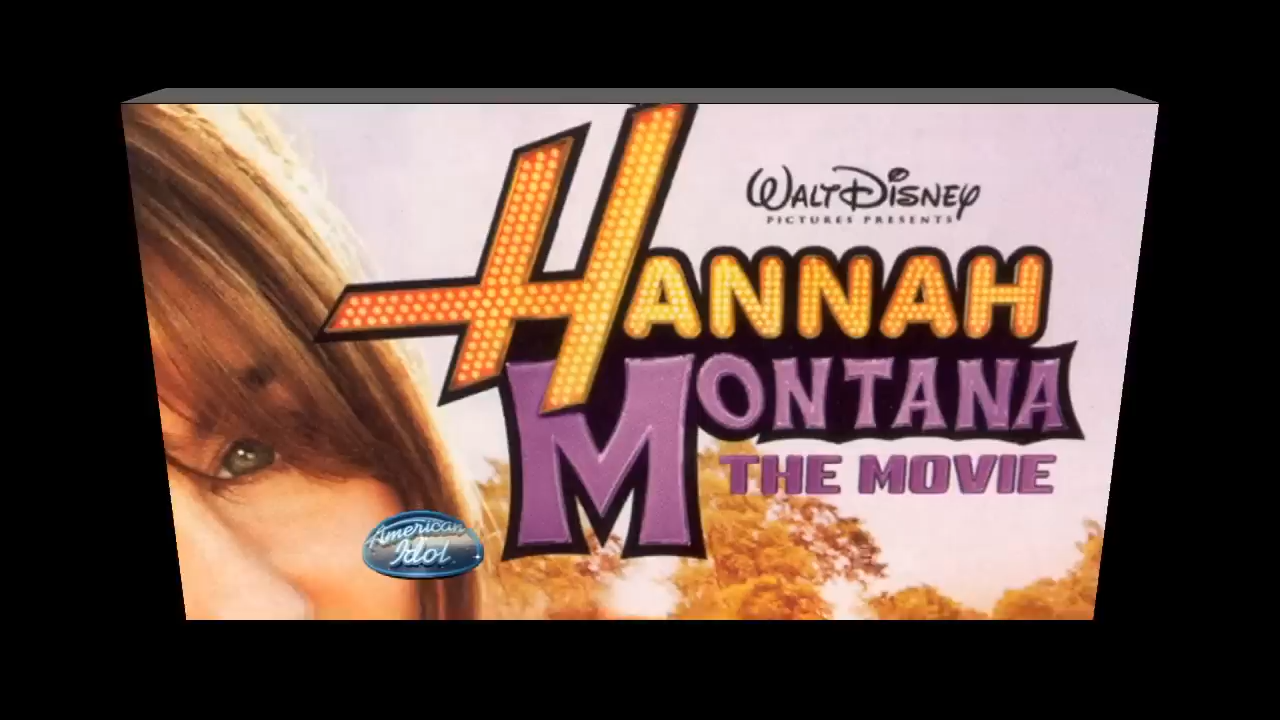 WALT DISNEY
PICTURES PRESENTS
HANNAH
MONTANA
THE MOVIE
American
Idol